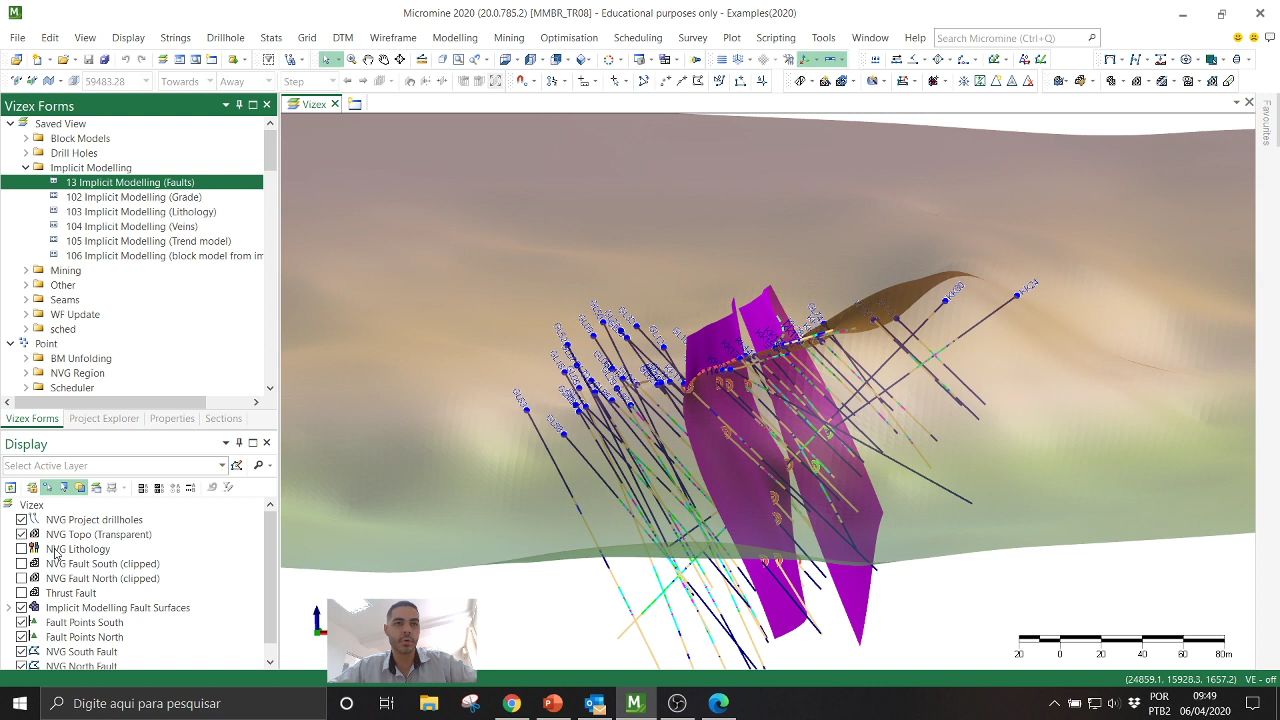 Micromine 2020 (20.0.785.2) [MMBR_TR08] - Educational purposes only - Examples(2020)
File Edit View Display Strings Drillhole Stats Grid DTM Wireframe Modelling Mining Optimisation Scheduling Survey Plot Scripting Tools Window Help Search Micromine (Ctrl+Q)
59483.28 Towards Away Step
Vizex Forms
Vizex
Favourites
Saved View
Block Models
Drill Holes
Implicit Modelling
13 Implicit Modelling (Faults)
102 Implicit Modelling (Grade)
103 Implicit Modelling (Lithology)
104 Implicit Modelling (Veins)
105 Implicit Modelling (Trend model)
106 Implicit Modelling (block model from im
Mining
Other
Seams
WF Update
sched
Point
BM Unfolding
NVG Region
Scheduler
Vizex Forms Project Explorer Properties Sections
Display
Select Active Layer
Vizex
NVG Project drillholes
NVG Topo (Transparent)
NVG Lithology
NVG Fault South (clipped)
NVG Fault North (clipped)
Thrust Fault
Implicit Modelling Fault Surfaces
Fault Points South
Fault Points North
NVG South Fault
NVG North Fault
KK24
20 0 20 40 60 80m
(24859.1, 15928.3, 1657.2) VE - off
Digite aqui para pesquisar
POR
PTB2
09:49
06/04/2020